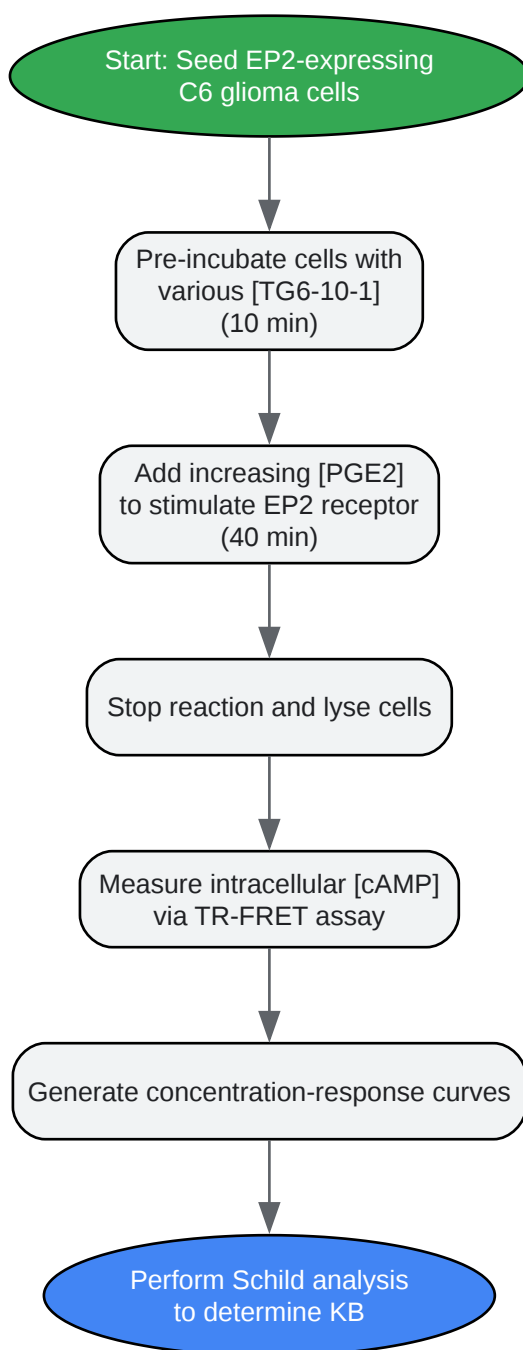 Start: Seed EP2-expressing
C6 glioma cells
Pre-incubate cells with
various [TG6-10-1]
(10 min)
Add increasing [PGE2]
to stimulate EP2 receptor
(40 min)
Stop reaction and lyse cells
Measure intracellular [cAMP]
via TR-FRET assay
Generate concentration-response curves
Perform Schild analysis
to determine KB